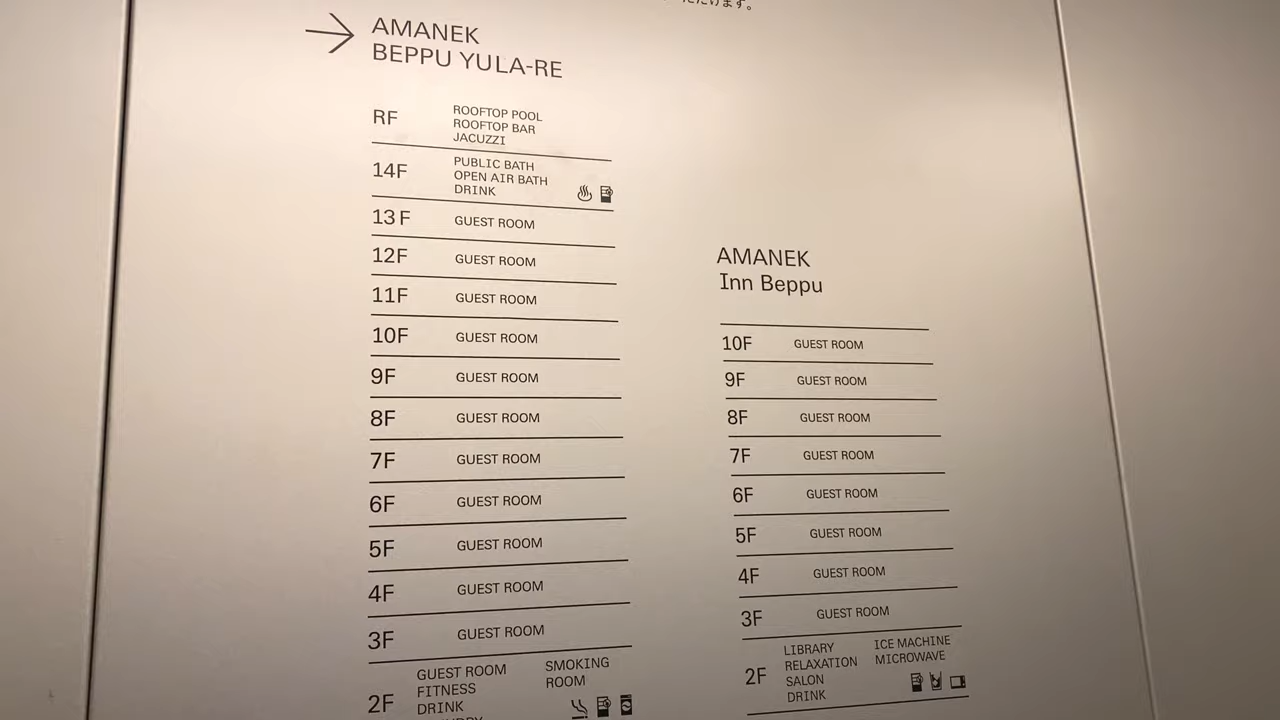 AMANEK
BEPPU YULA-RE
RF ROOFTOP POOL
ROOFTOP BAR
JACUZZI
14F PUBLIC BATH
OPEN AIR BATH
DRINK
13F GUEST ROOM
12F GUEST ROOM
11F GUEST ROOM
10F GUEST ROOM
9F GUEST ROOM
8F GUEST ROOM
7F GUEST ROOM
6F GUEST ROOM
5F GUEST ROOM
4F GUEST ROOM
3F GUEST ROOM
2F GUEST ROOM SMOKING
FITNESS ROOM
DRINK
AMANEK
Inn Beppu
10F GUEST ROOM
9F GUEST ROOM
8F GUEST ROOM
7F GUEST ROOM
6F GUEST ROOM
5F GUEST ROOM
4F GUEST ROOM
3F GUEST ROOM
2F LIBRARY ICE MACHINE
RELAXATION MICROWAVE
SALON
DRINK